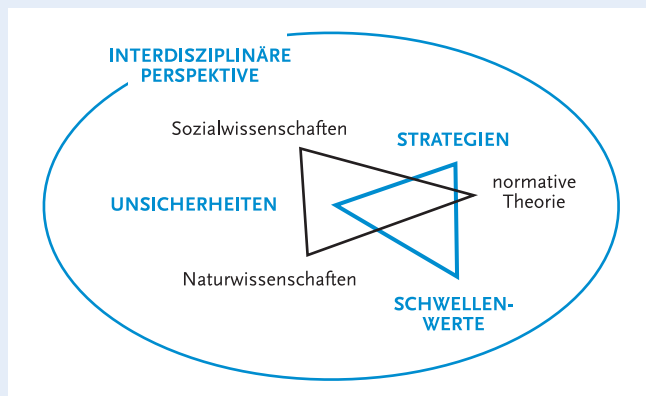 INTERDISZIPLINÄRE
PERSPEKTIVE
Sozialwissenschaften
STRATEGIEN
normative
Theorie
UNSICHERHEITEN
Naturwissenschaften
SCHWELLEN-
WERTE